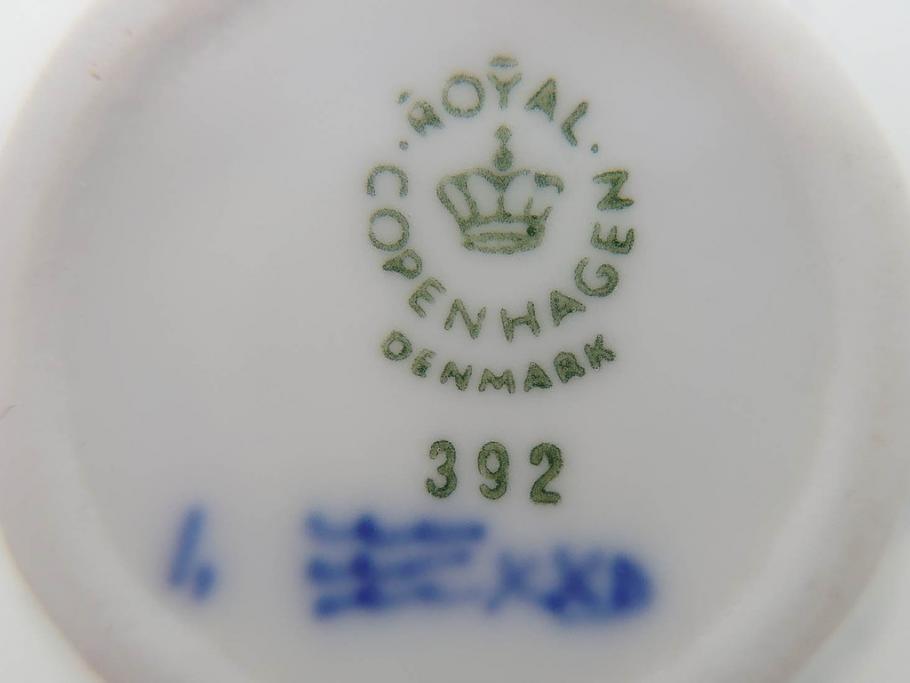 ROYAL
COPENHAGEN
DENMARK
392